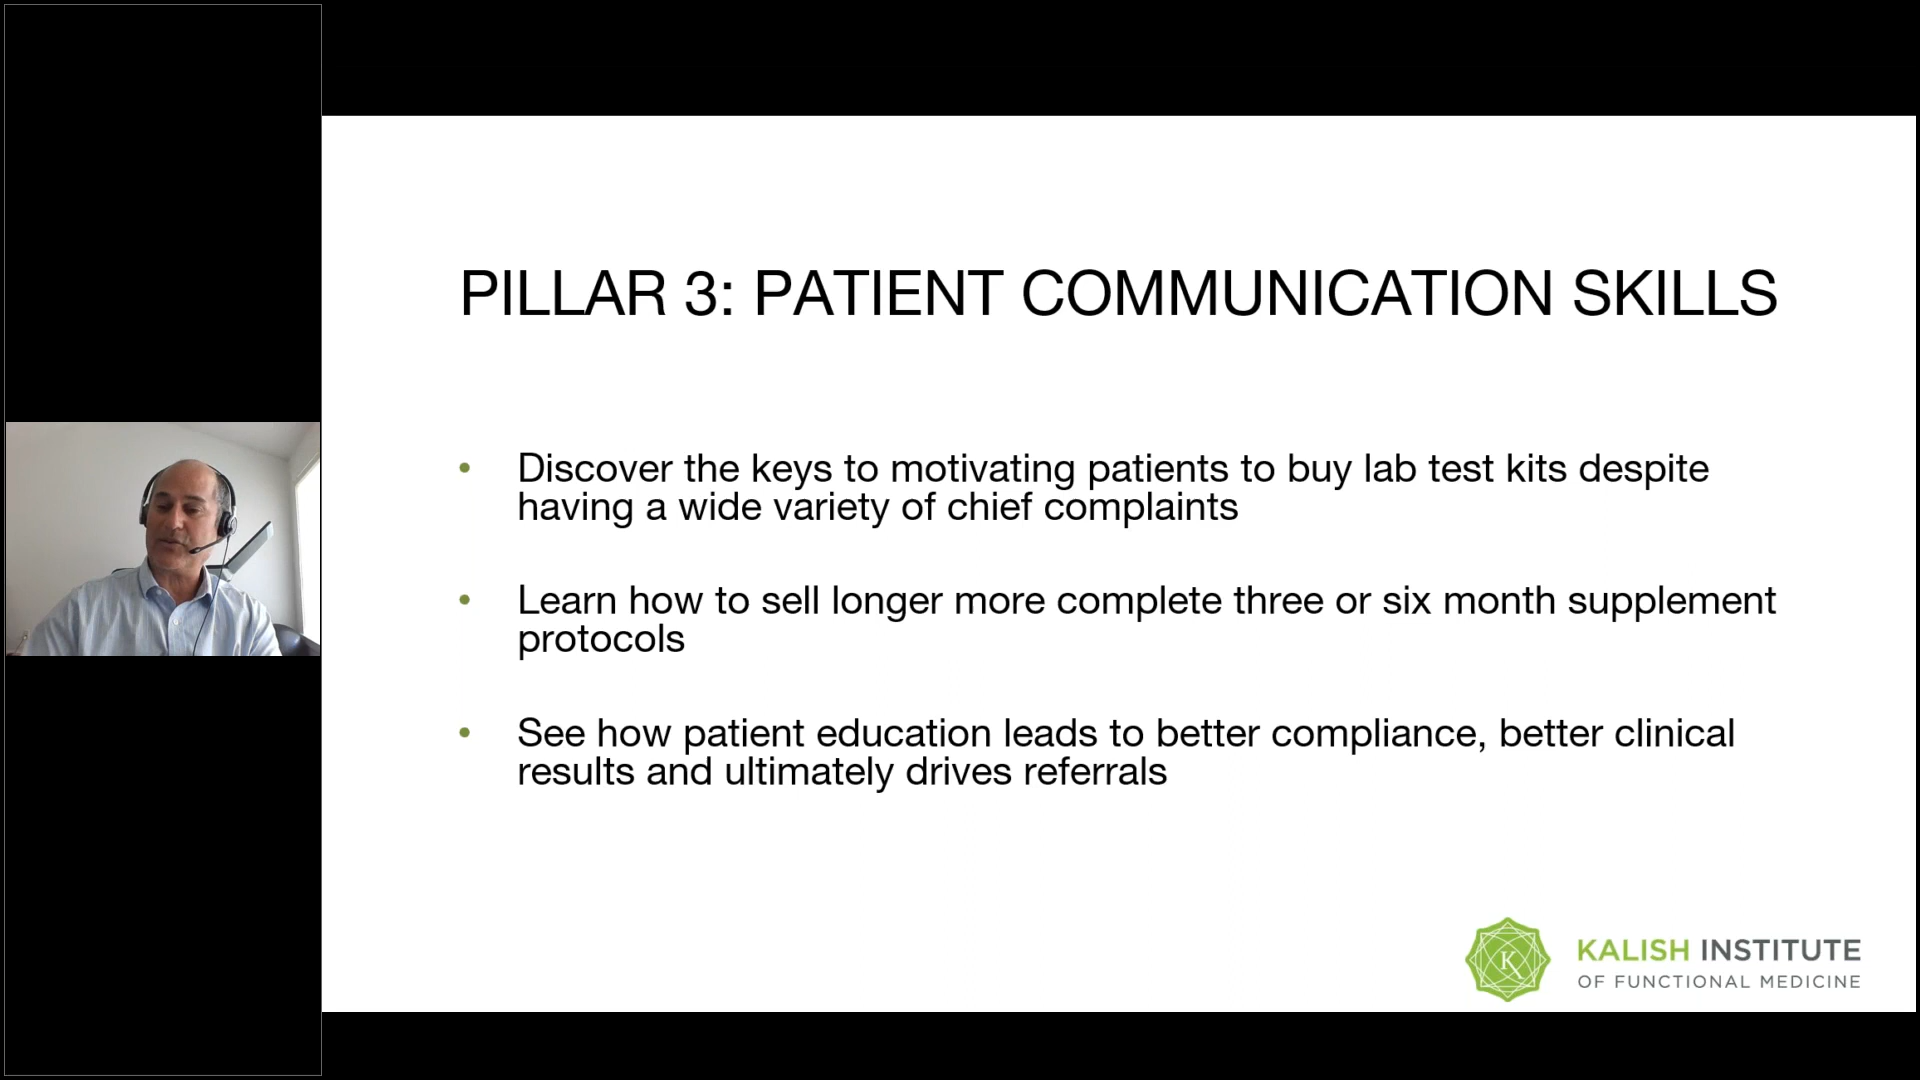 PILLAR 3: PATIENT COMMUNICATION SKILLS
• Discover the keys to motivating patients to buy lab test kits despite
having a wide variety of chief complaints
• Learn how to sell longer more complete three or six month supplement
protocols
• See how patient education leads to better compliance, better clinical
results and ultimately drives referrals
K
KALISH INSTITUTE
OF FUNCTIONAL MEDICINE